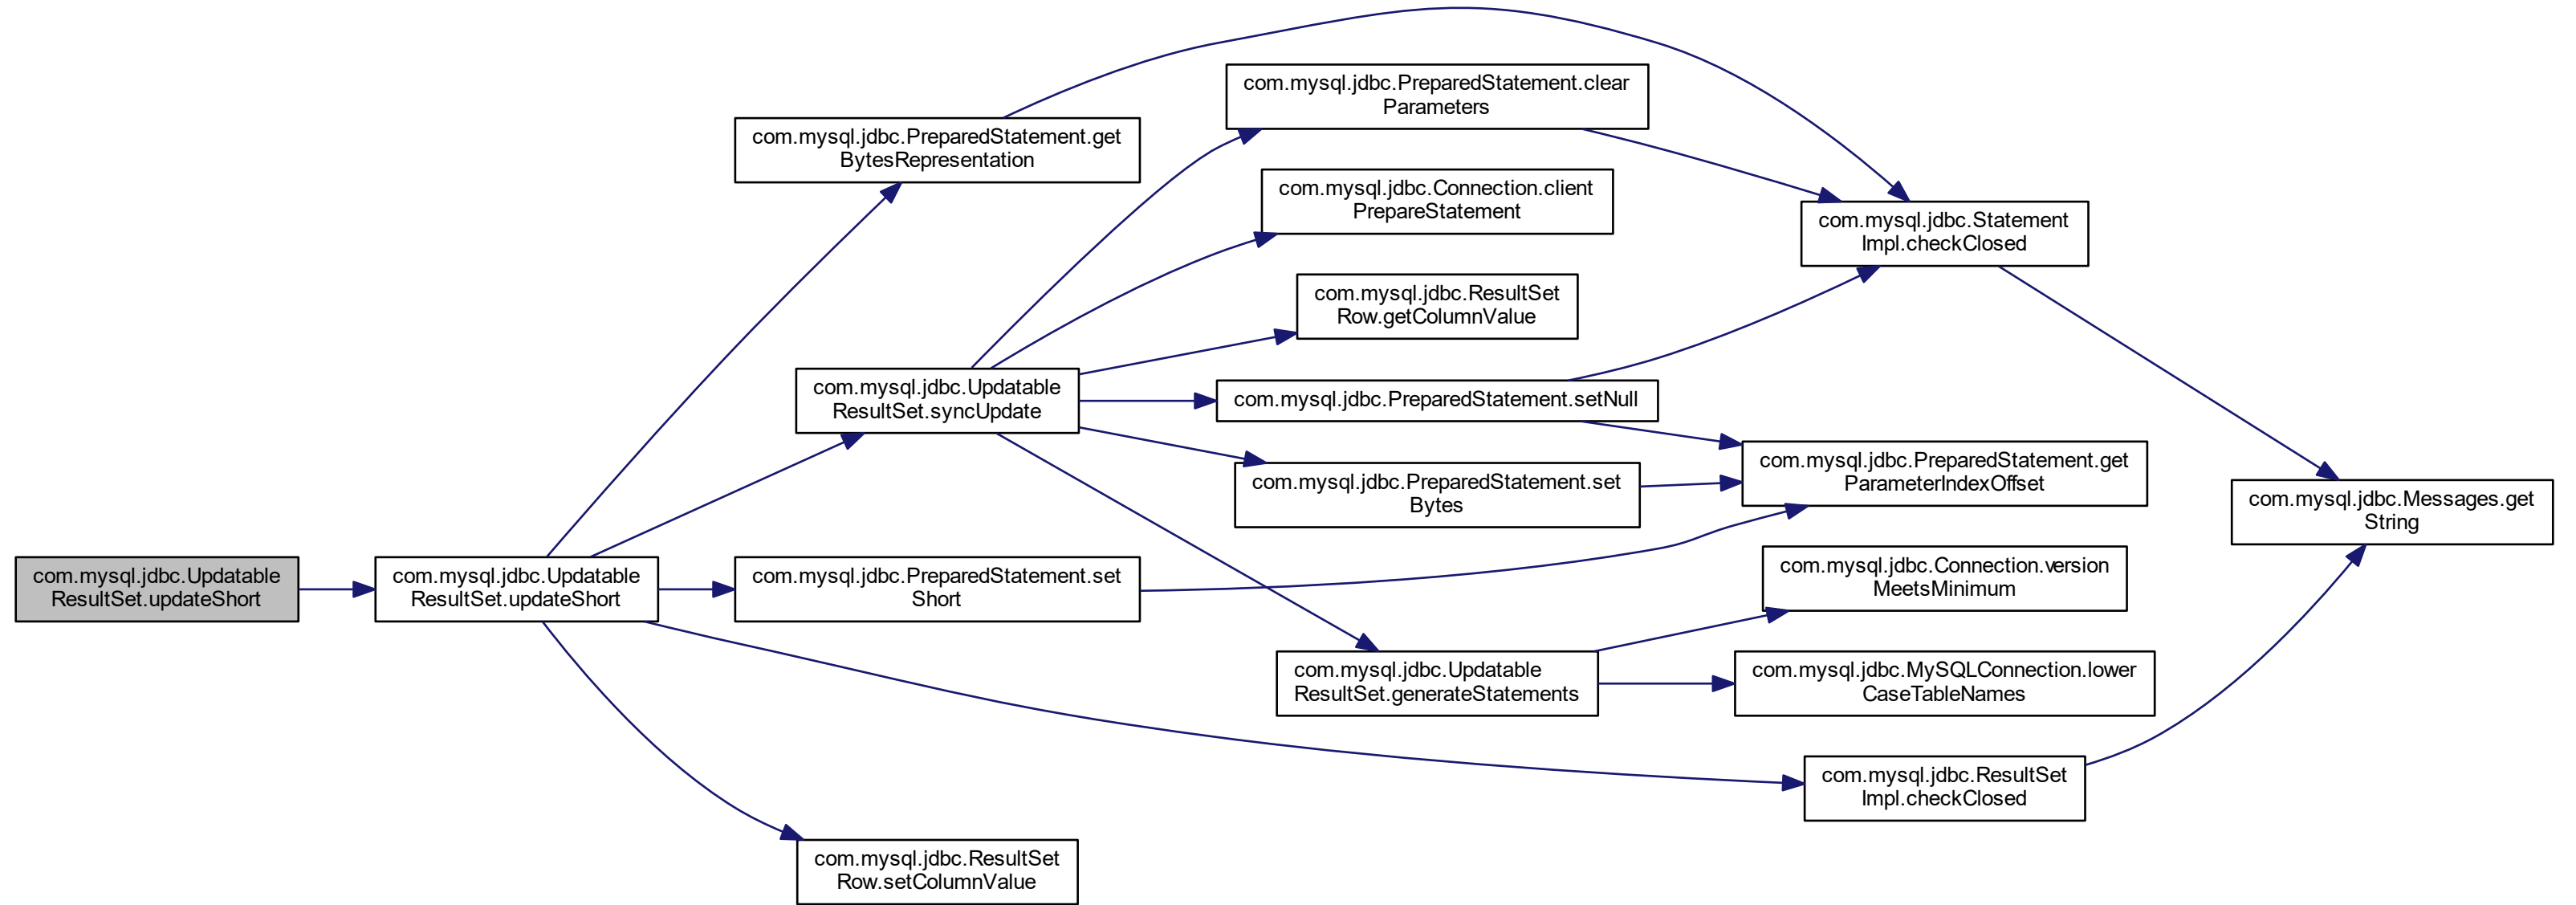 com.mysql.jdbc.Updatable
ResultSet.updateShort
com.mysql.jdbc.Updatable
ResultSet.updateShort
com.mysql.jdbc.PreparedStatement.get
BytesRepresentation
com.mysql.jdbc.Updatable
ResultSet.syncUpdate
com.mysql.jdbc.PreparedStatement.set
Short
com.mysql.jdbc.ResultSet
Row.setColumnValue
com.mysql.jdbc.PreparedStatement.clear
Parameters
com.mysql.jdbc.Connection.client
PrepareStatement
com.mysql.jdbc.ResultSet
Row.getColumnValue
com.mysql.jdbc.PreparedStatement.setNull
com.mysql.jdbc.PreparedStatement.set
Bytes
com.mysql.jdbc.Updatable
ResultSet.generateStatements
com.mysql.jdbc.Statement
Impl.checkClosed
com.mysql.jdbc.PreparedStatement.get
ParameterIndexOffset
com.mysql.jdbc.Connection.version
MeetsMinimum
com.mysql.jdbc.MySQLConnection.lower
CaseTableNames
com.mysql.jdbc.ResultSet
Impl.checkClosed
com.mysql.jdbc.Messages.get
String